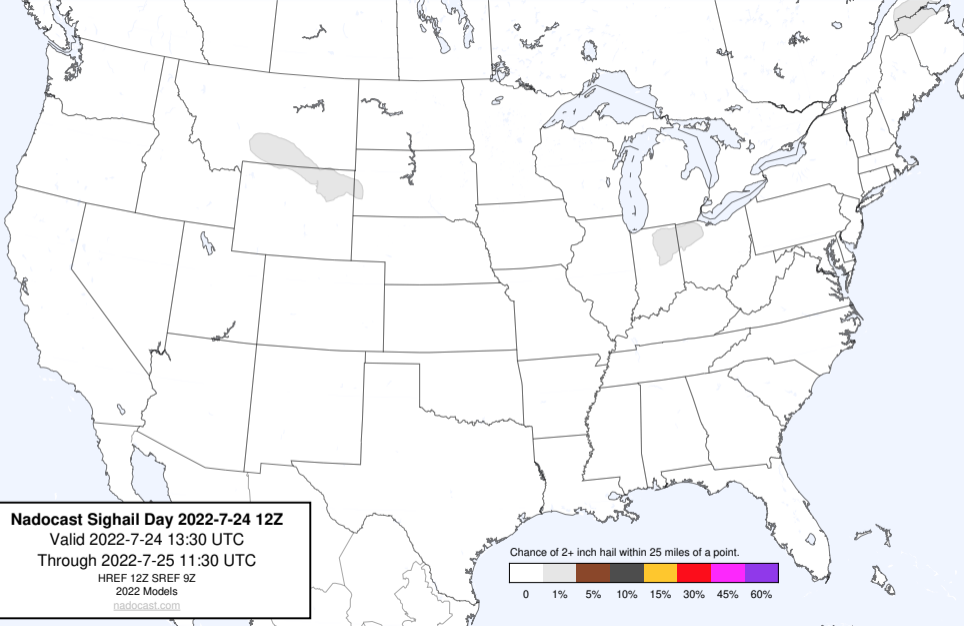 Nadocast Sighail Day 2022-7-24 12Z
Valid 2022-7-24 13:30 UTC
Through 2022-7-25 11:30 UTC
HREF 12Z SREF 9Z
2022 Models
nadocast.com
Chance of 2+ inch hail within 25 miles of a point.
0 1% 5% 10% 15% 30% 45% 60%